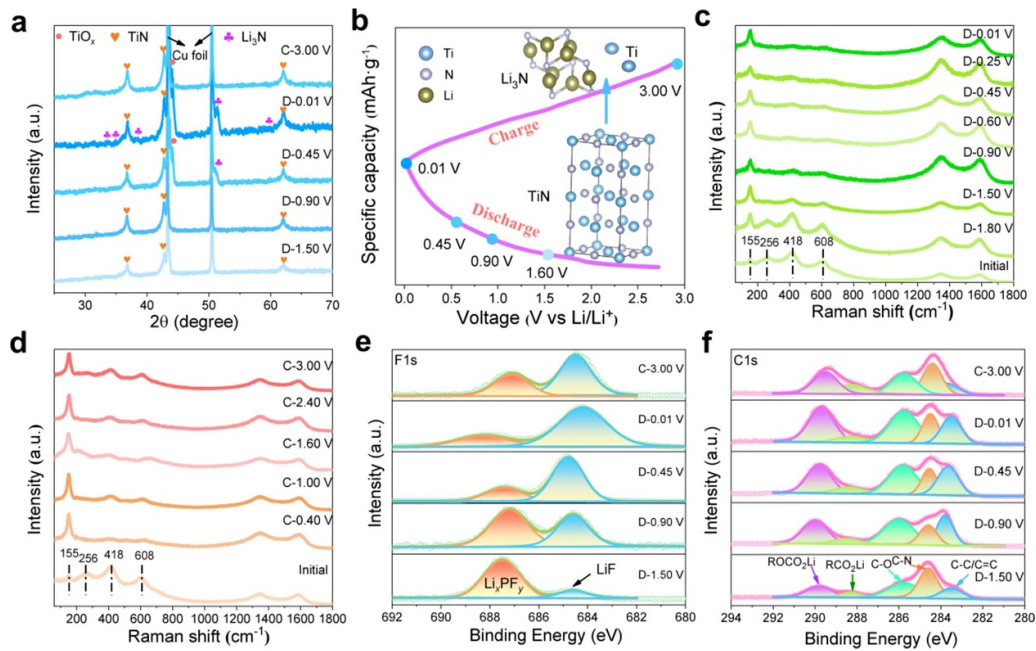 a
TiOx TiN Li3N
Cu foil
C-3.00 V
D-0.01 V
D-0.45 V
D-0.90 V
D-1.50 V
Intensity (a.u.)
30 40 50 60 70
2θ (degree)
b
Ti
N
Li
Li3N
Ti
3.00 V
Charge
0.01 V
TiN
Discharge
0.45 V
0.90 V
1.60 V
Specific capacity (mAh·g-1)
0.0 0.5 1.0 1.5 2.0 2.5 3.0
Voltage (V vs Li/Li+)
c
D-0.01 V
D-0.25 V
D-0.45 V
D-0.60 V
D-0.90 V
D-1.50 V
D-1.80 V
155 256 418 608
Initial
Intensity (a.u.)
200 400 600 800 1000 1200 1400 1600 1800
Raman shift (cm-1)
d
C-3.00 V
C-2.40 V
C-1.60 V
C-1.00 V
C-0.40 V
155 256 418 608
Initial
Intensity (a.u.)
200 400 600 800 1000 1200 1400 1600 1800
Raman shift (cm-1)
e
F1s
C-3.00 V
D-0.01 V
D-0.45 V
D-0.90 V
LixPFy
LiF
D-1.50 V
Intensity (a.u.)
692 690 688 686 684 682 680
Binding Energy (eV)
f
C1s
C-3.00 V
D-0.01 V
D-0.45 V
D-0.90 V
ROCO2Li RCO2Li C-O C-N C-C/C=C
D-1.50 V
Intensity (a.u.)
294 292 290 288 286 284 282 280
Binding Energy (eV)